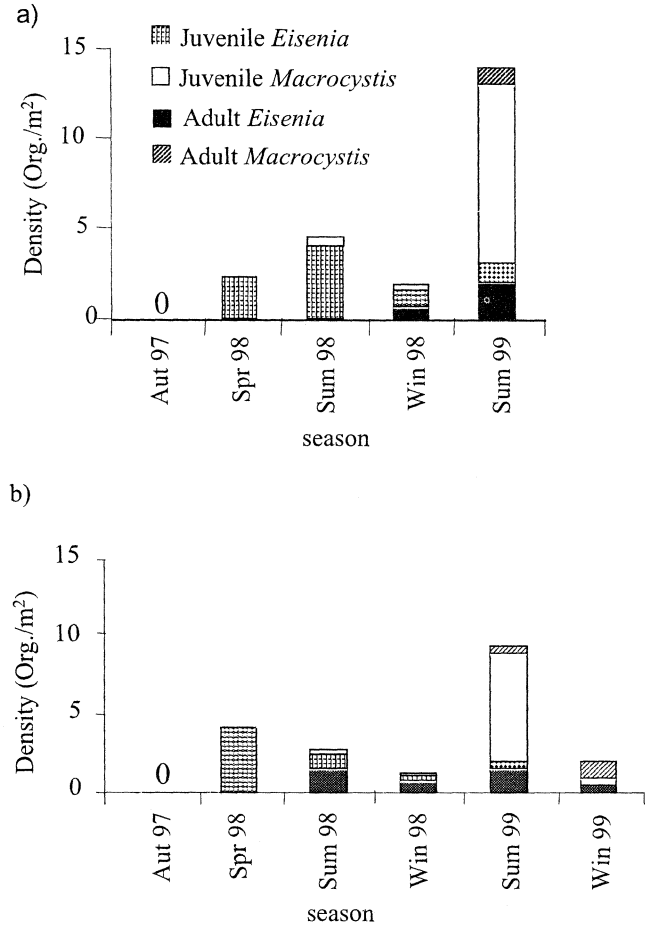 a)
Juvenile Eisenia
Juvenile Macrocystis
Adult Eisenia
Adult Macrocystis
Density (Org./m²)
15
10
5
0
0
Aut 97
Spr 98
Sum 98
Win 98
Sum 99
season
b)
Density (Org./m²)
15
10
5
0
0
Aut 97
Spr 98
Sum 98
Win 98
Sum 99
Win 99
season